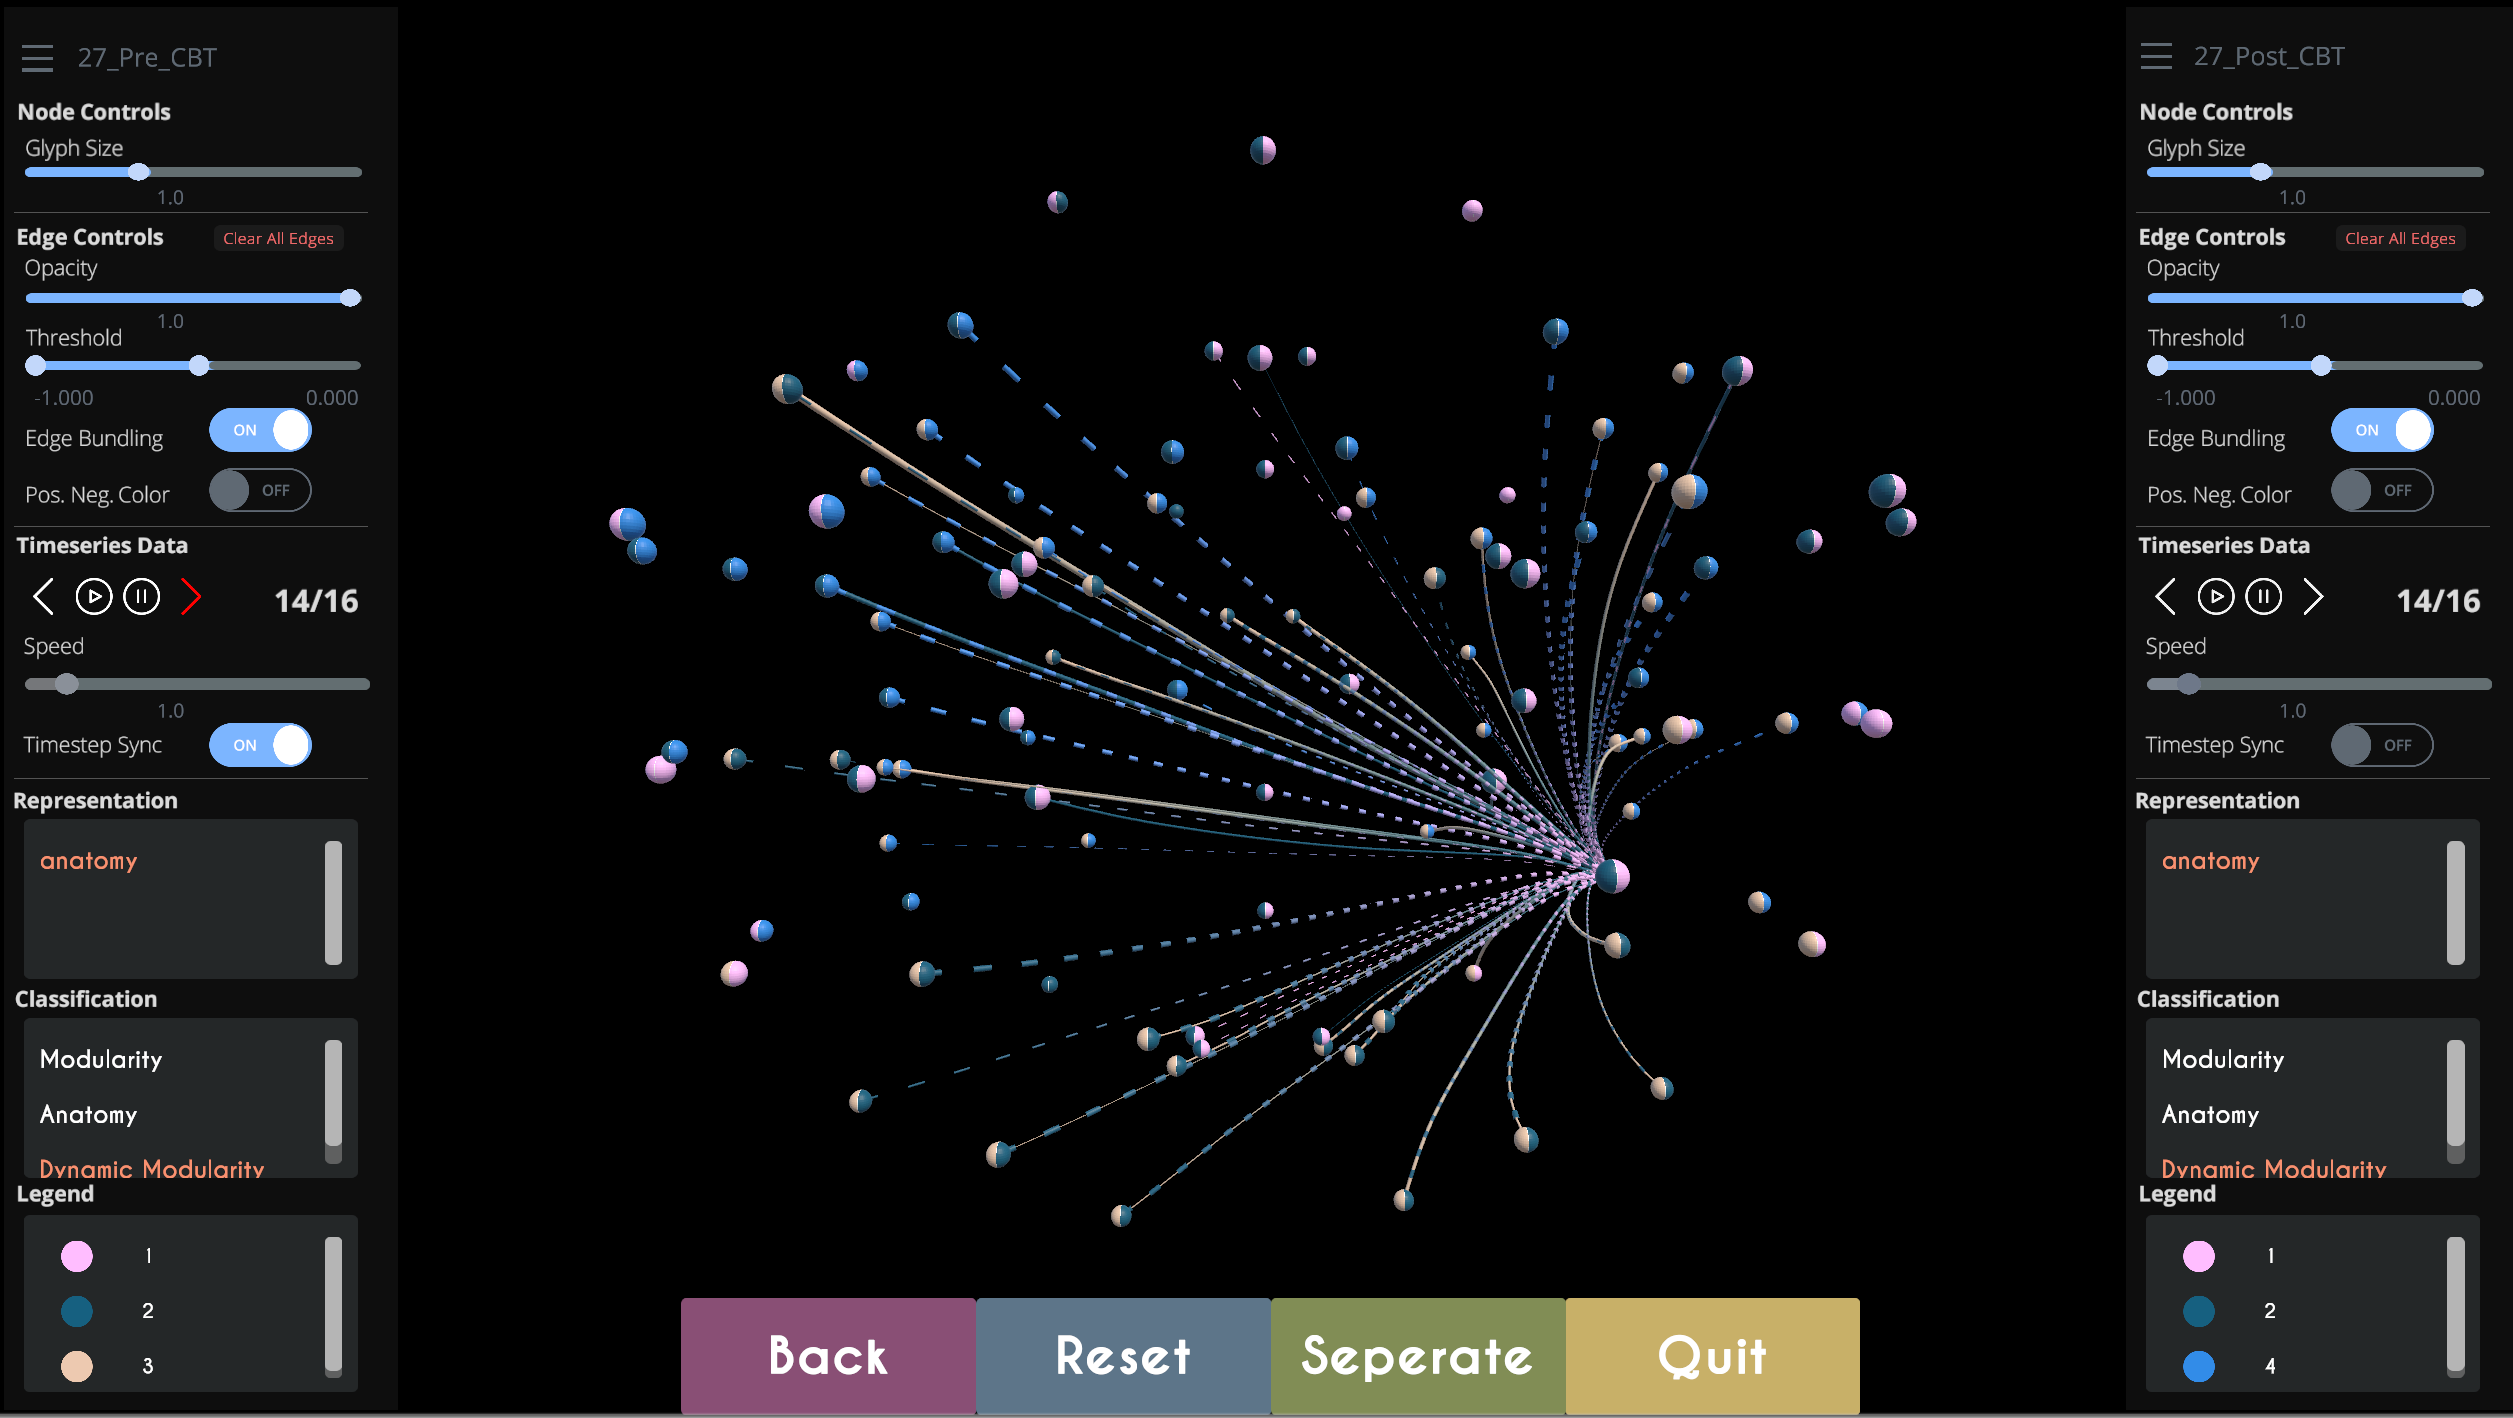 27_Pre_CBT
Node Controls
Glyph Size
1.0
Edge Controls
Clear All Edges
Opacity
1.0
Threshold
-1.000 0.000
Edge Bundling
ON
Pos. Neg. Color
OFF
Timeseries Data
14/16
Speed
1.0
Timestep Sync
ON
Representation
anatomy
Classification
Modularity
Anatomy
Dynamic Modularity
Legend
1
2
3
Back
Reset
Seperate
Quit
27_Post_CBT
Node Controls
Glyph Size
1.0
Edge Controls
Clear All Edges
Opacity
1.0
Threshold
-1.000 0.000
Edge Bundling
ON
Pos. Neg. Color
OFF
Timeseries Data
14/16
Speed
1.0
Timestep Sync
OFF
Representation
anatomy
Classification
Modularity
Anatomy
Dynamic Modularity
Legend
1
2
4